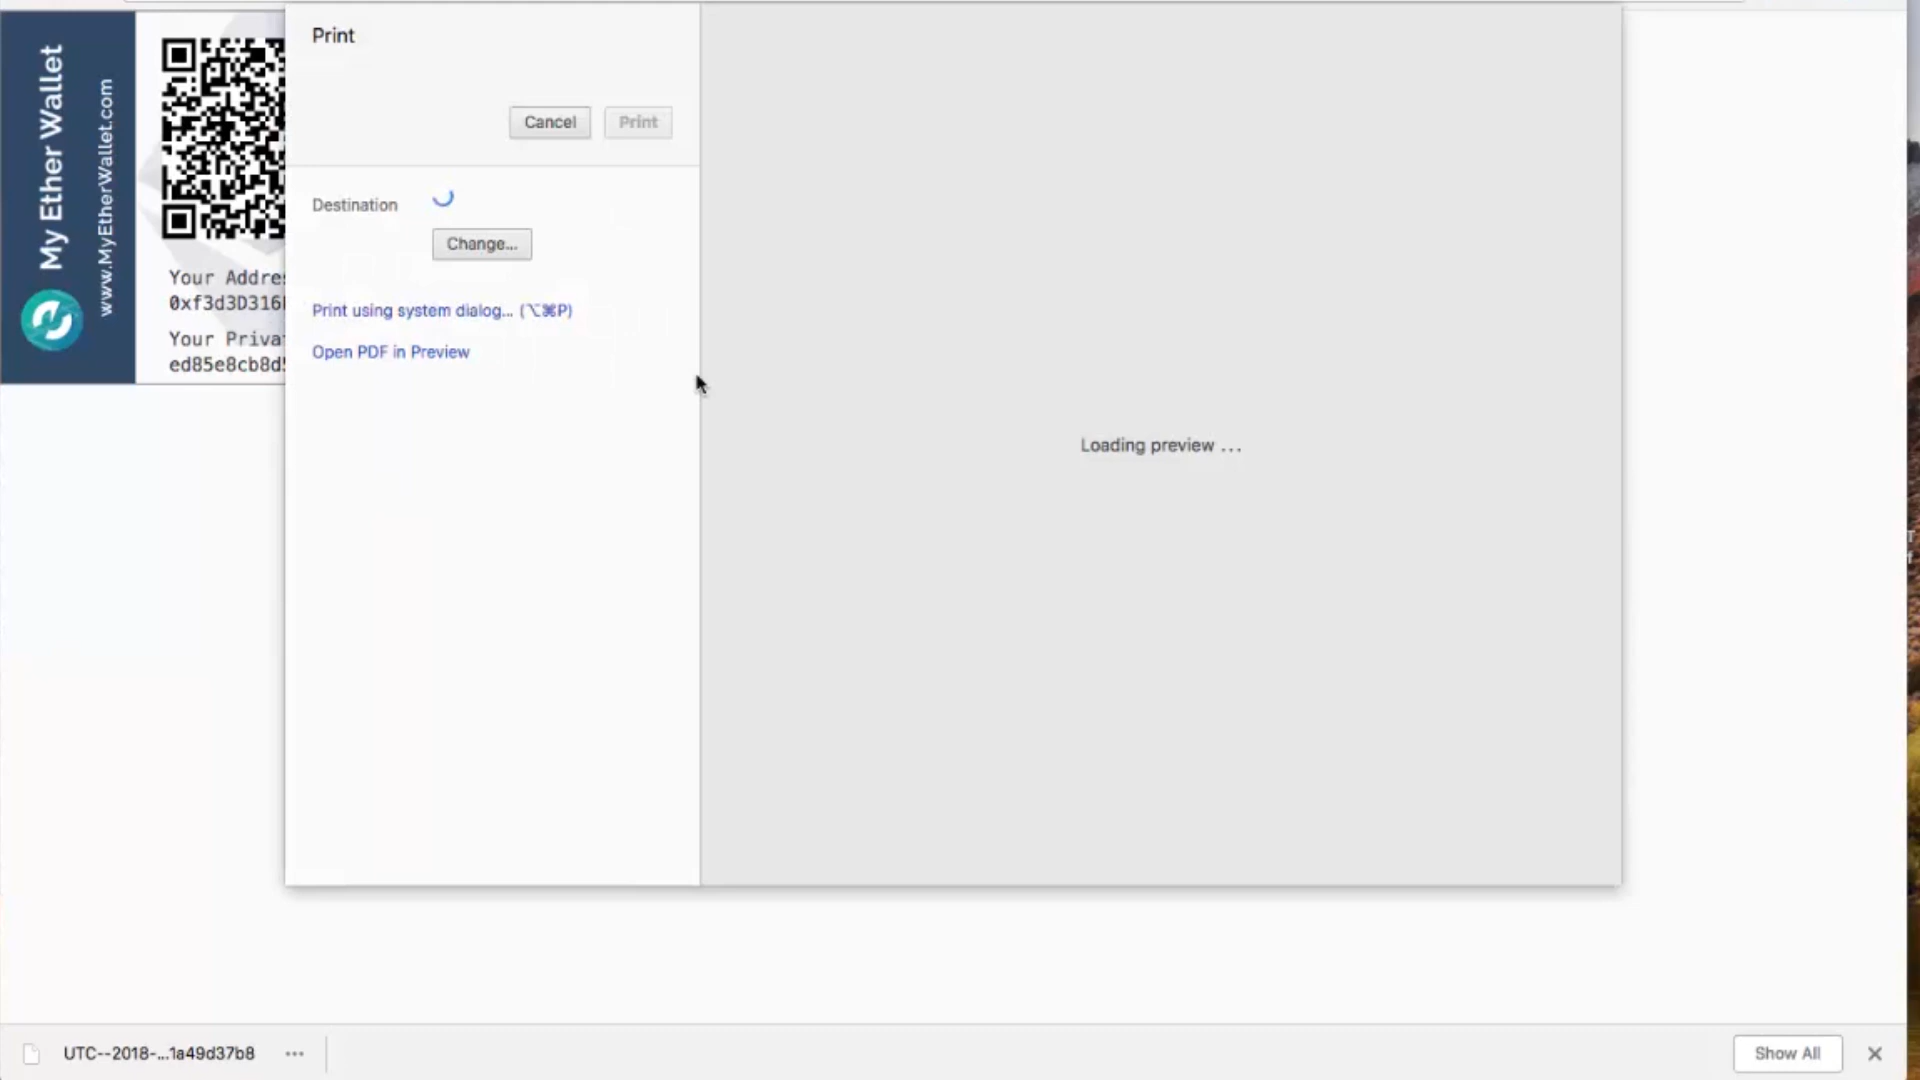 My Ether Wallet
www.MyEtherWallet.com
Your Addre
0xf3d3D316
Your Priva
ed85e8cb8d
Print
Cancel
Print
Destination
Change...
Print using system dialog... (⌥⌘P)
Open PDF in Preview
Loading preview ...
UTC--2018-...1a49d37b8
Show All